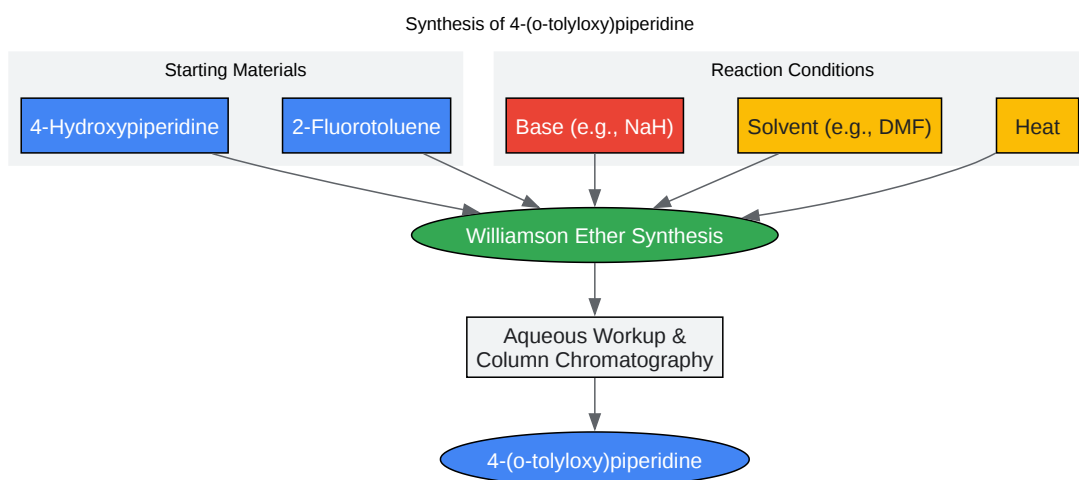 Synthesis of 4-(o-tolyloxy)piperidine
Starting Materials
Reaction Conditions
4-Hydroxypiperidine
2-Fluorotoluene
Base (e.g., NaH)
Solvent (e.g., DMF)
Heat
Williamson Ether Synthesis
Aqueous Workup &
Column Chromatography
4-(o-tolyloxy)piperidine